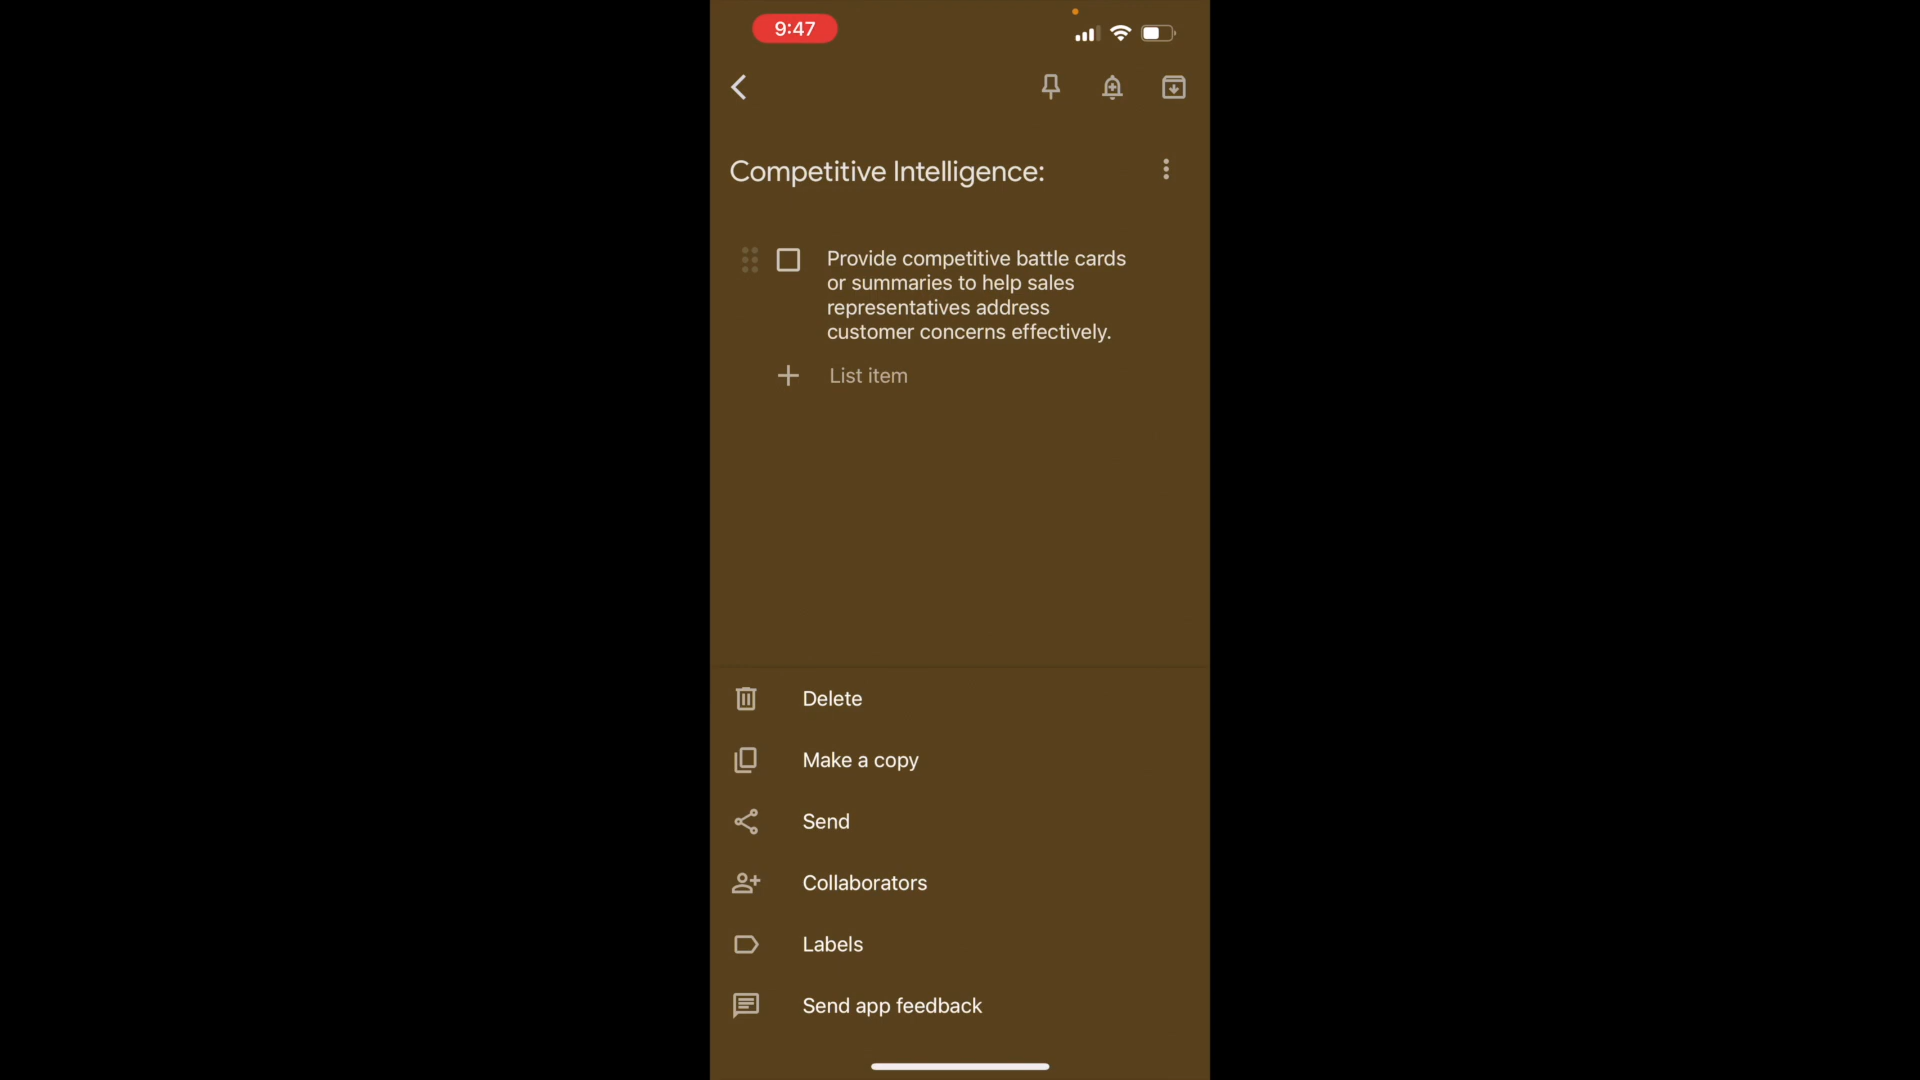 9:47
Competitive Intelligence:
Provide competitive battle cards
or summaries to help sales
representatives address
customer concerns effectively.
List item
Delete
Make a copy
Send
Collaborators
Labels
Send app feedback